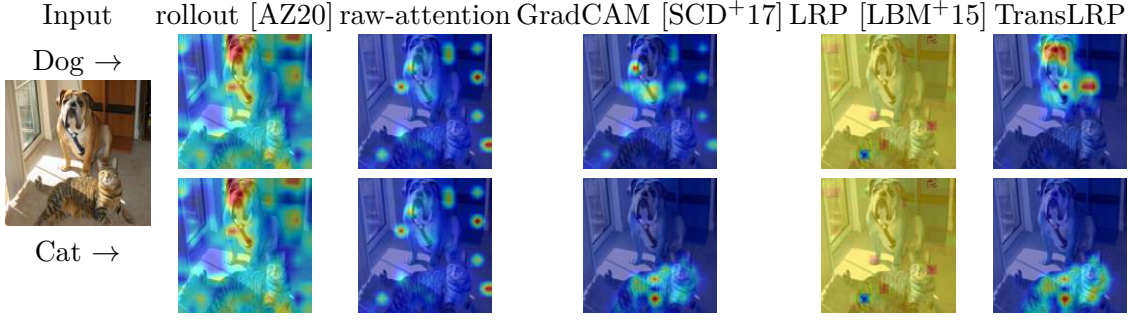 Input rollout [AZ20] raw-attention GradCAM [SCD+17] LRP [LBM+15] TransLRP
Dog →
Cat →